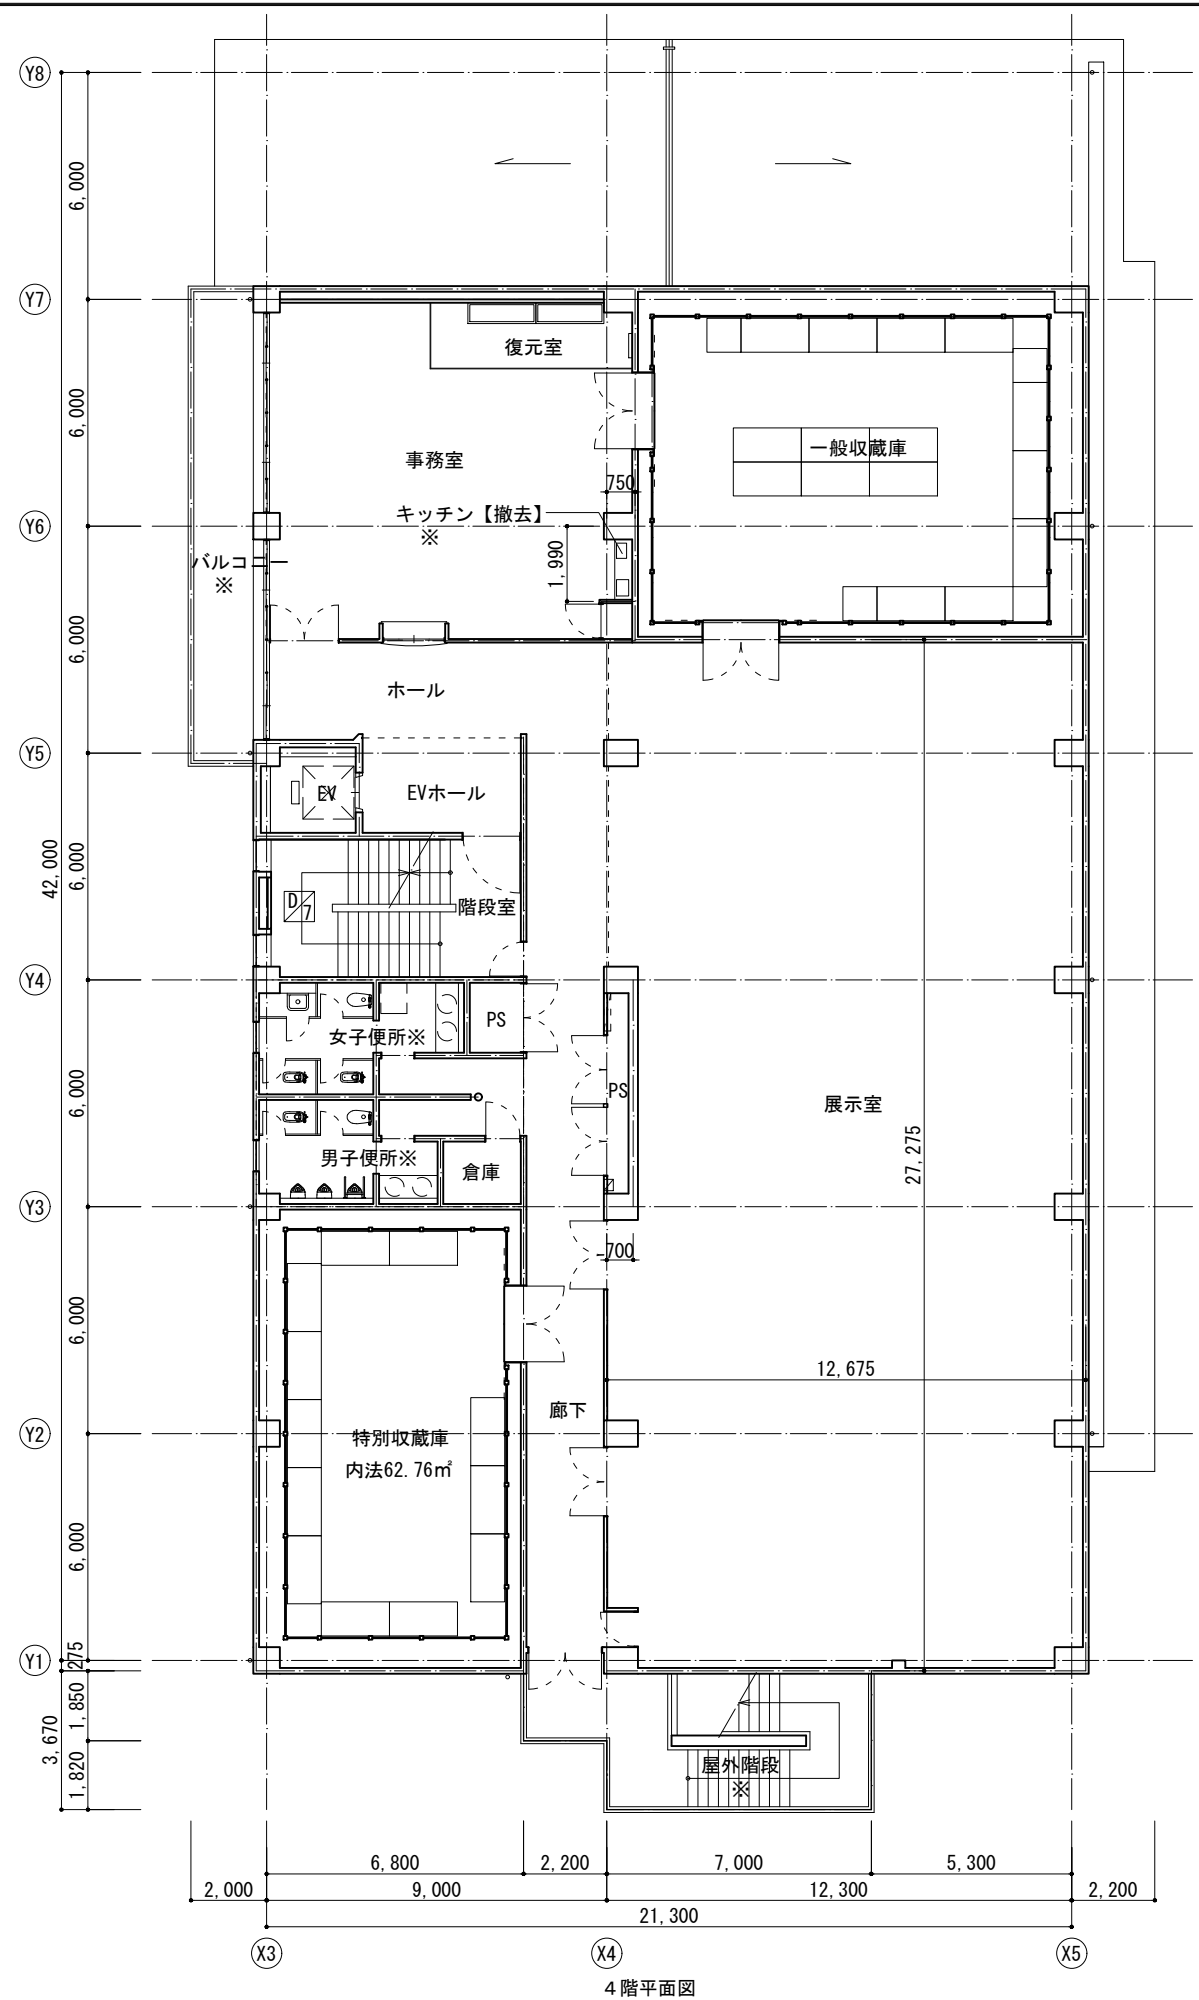 Y8
6,000
Y7
復元室
6,000
一般収蔵庫
事務室
750
キッチン【撤去】
※
Y6
1,990
バルコニー
※
6,000
ホール
Y5
EV
EVホール
42,000
6,000
D
7
階段室
Y4
PS
女子便所※
PS
6,000
展示室
27,275
男子便所※
倉庫
Y3
700
6,000
12,675
廊下
Y2
特別収蔵庫
内法62.76㎡
6,000
Y1
275
1,850
3,670
1,820
屋外階段
※
6,800
2,200
7,000
5,300
2,000
9,000
12,300
2,200
21,300
X3
X4
X5
4階平面図